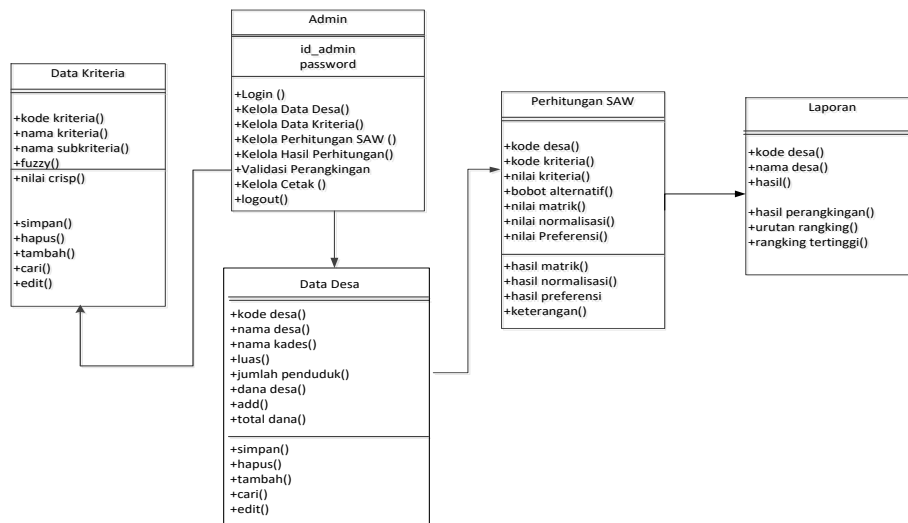 Data Kriteria
+kode kriteria()
+nama kriteria()
+nama subkriteria()
+fuzzy()
+nilai crisp()
+simpan()
+hapus()
+tambah()
+cari()
+edit()
Admin
id_admin
password
+Login ()
+Kelola Data Desa()
+Kelola Data Kriteria()
+Kelola Perhitungan SAW ()
+Kelola Hasil Perhitungan()
+Validasi Perangkingan
+Kelola Cetak ()
+logout()
Data Desa
+kode desa()
+nama desa()
+nama kades()
+luas()
+jumlah penduduk()
+dana desa()
+add()
+total dana()
+simpan()
+hapus()
+tambah()
+cari()
+edit()
Perhitungan SAW
+kode desa()
+kode kriteria()
+nilai kriteria()
+bobot alternatif()
+nilai matrik()
+nilai normalisasi()
+nilai Preferensi()
+hasil matrik()
+hasil normalisasi()
+hasil preferensi
+keterangan()
Laporan
+kode desa()
+nama desa()
+hasil()
+hasil perangkingan()
+urutan rangking()
+rangking tertinggi()